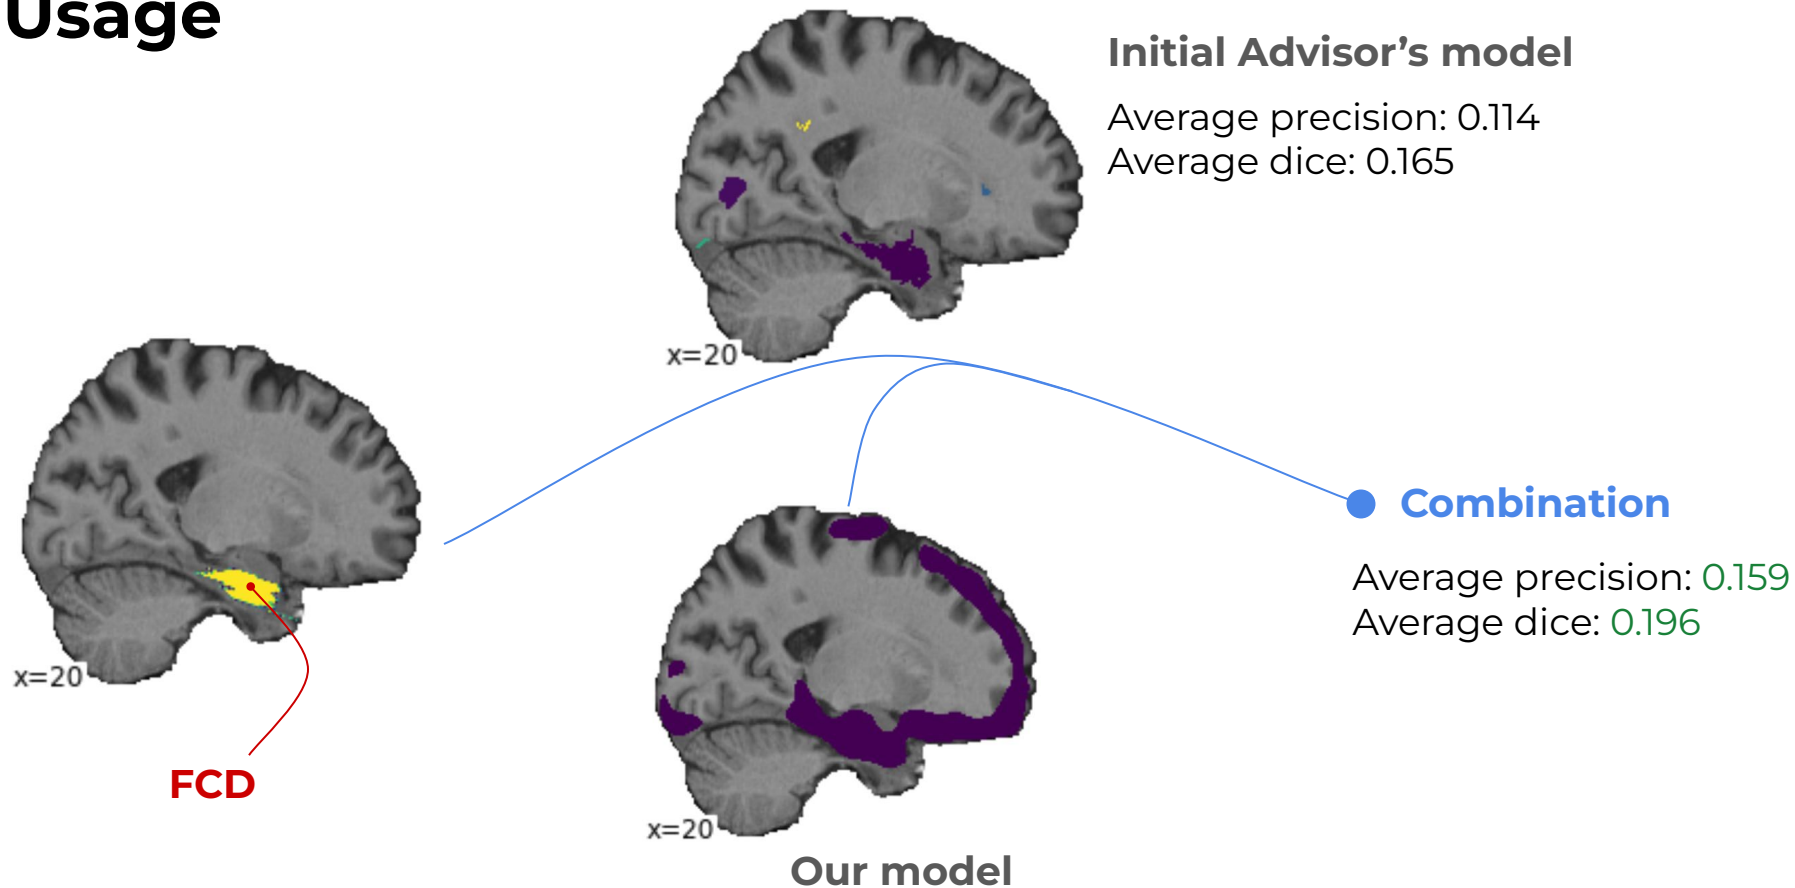 Usage
Initial Advisor’s model
Average precision: 0.114
Average dice: 0.165
x=20
x=20
FCD
x=20
Our model
Combination
Average precision: 0.159
Average dice: 0.196